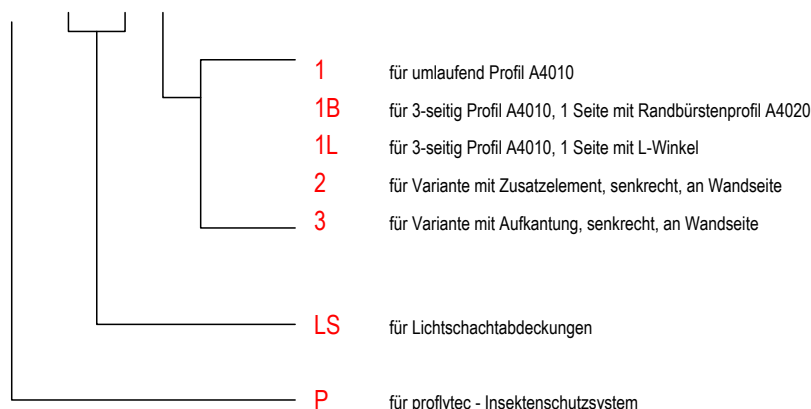 1 für umlaufend Profil A4010
1B für 3-seitig Profil A4010, 1 Seite mit Randbürstenprofil A4020
1L für 3-seitig Profil A4010, 1 Seite mit L-Winkel
2 für Variante mit Zusatzelement, senkrecht, an Wandseite
3 für Variante mit Aufkantung, senkrecht, an Wandseite
LS für Lichtschachtabdeckungen
P für proflytec - Insektenschutzsystem